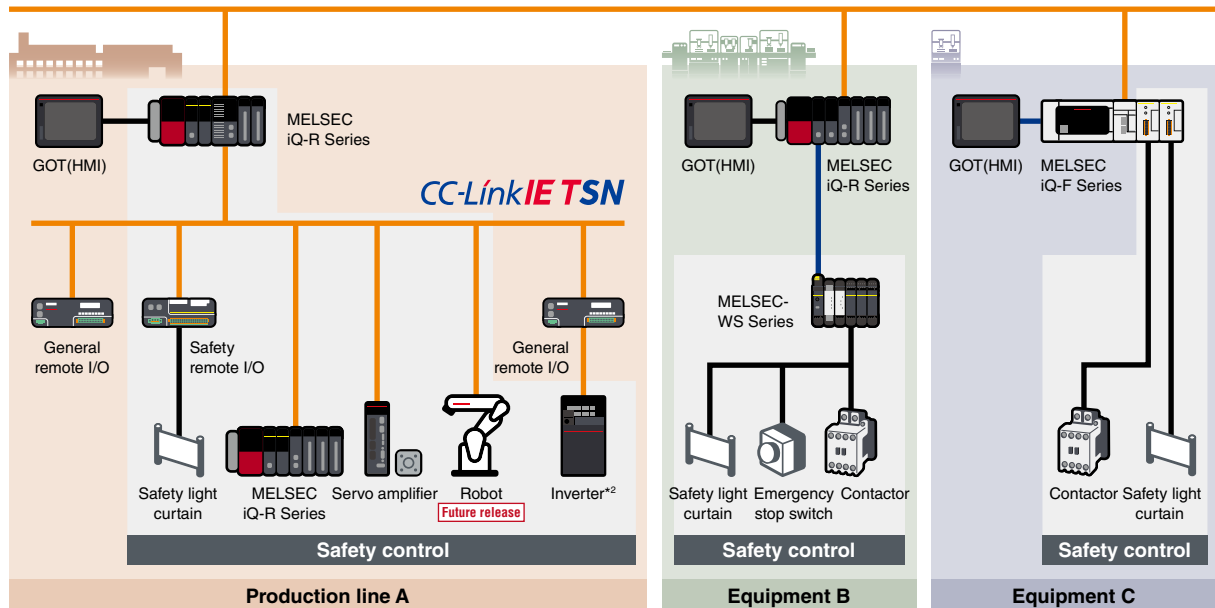 GOT(HMI)
MELSEC
iQ-R Series
CC-Link IE TSN
General
remote I/O
Safety
remote I/O
General
remote I/O
Safety light
curtain
MELSEC
iQ-R Series
Servo amplifier
Robot
Future release
Inverter*2
Safety control
Production line A
GOT(HMI)
MELSEC
iQ-R Series
MELSEC-
WS Series
Safety light
curtain
Emergency
stop switch
Contactor
Safety control
Equipment B
GOT(HMI)
MELSEC
iQ-F Series
Contactor
Safety light
curtain
Safety control
Equipment C